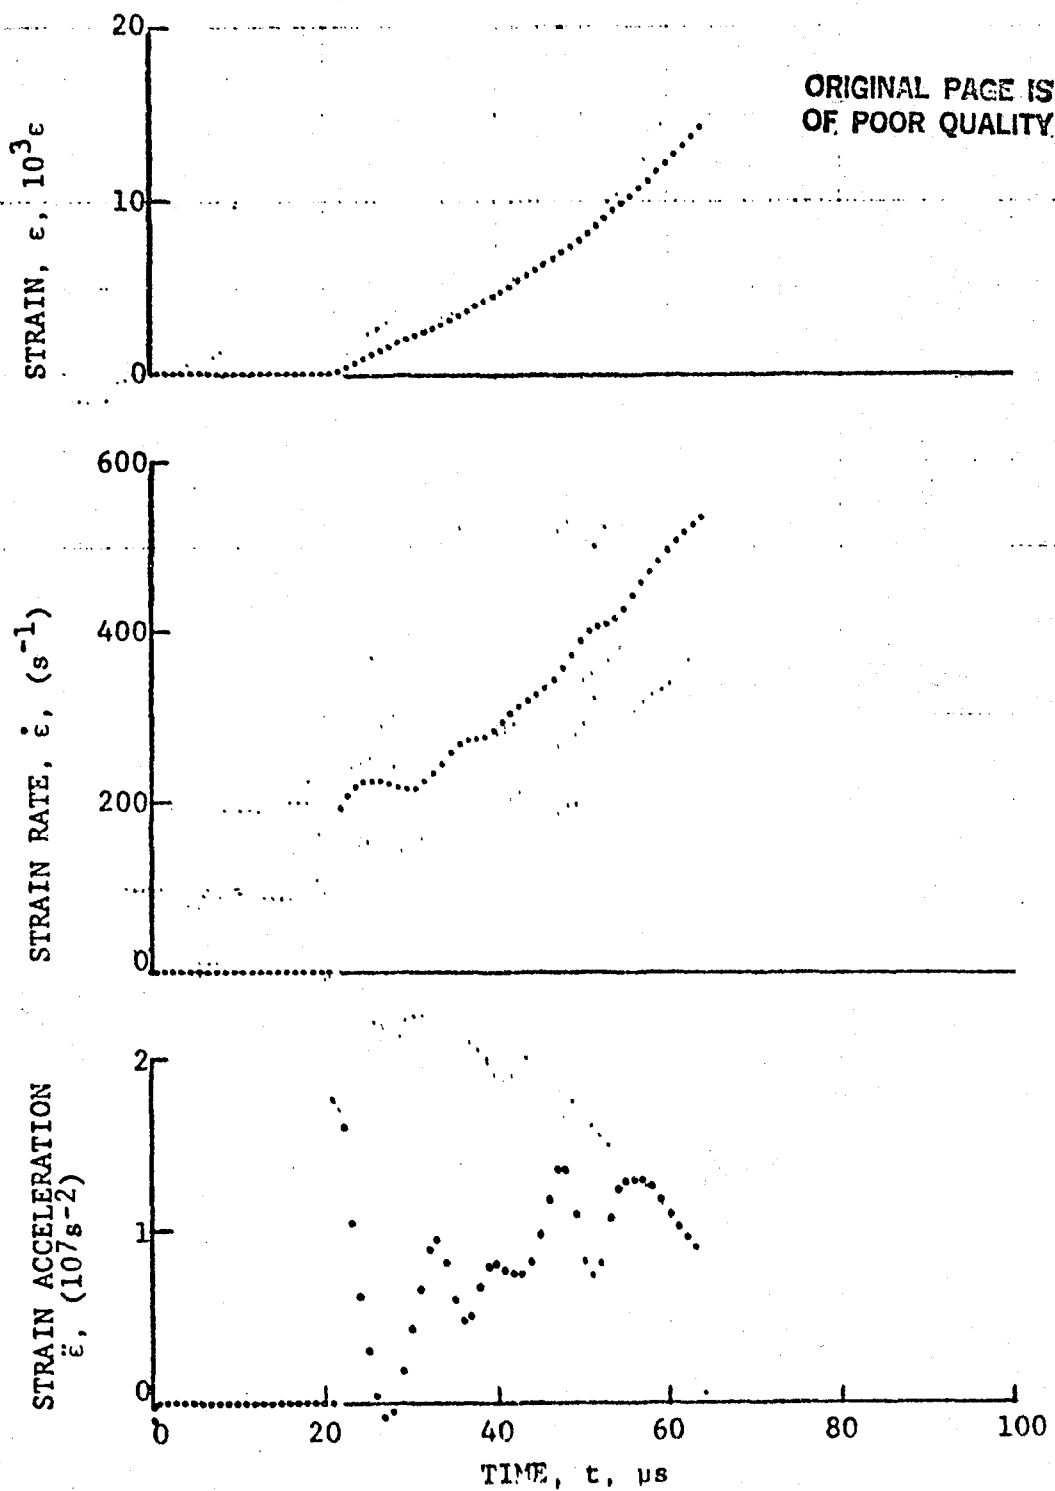 ORIGINAL PAGE IS
OF POOR QUALITY
STRAIN, ε, 10³ε
20
10
0
STRAIN RATE, ε̇, (s⁻¹)
600
400
200
0
STRAIN ACCELERATION
ε̈, (107s-2)
2
1
0
0 20 40 60 80 100
TIME, t, μs